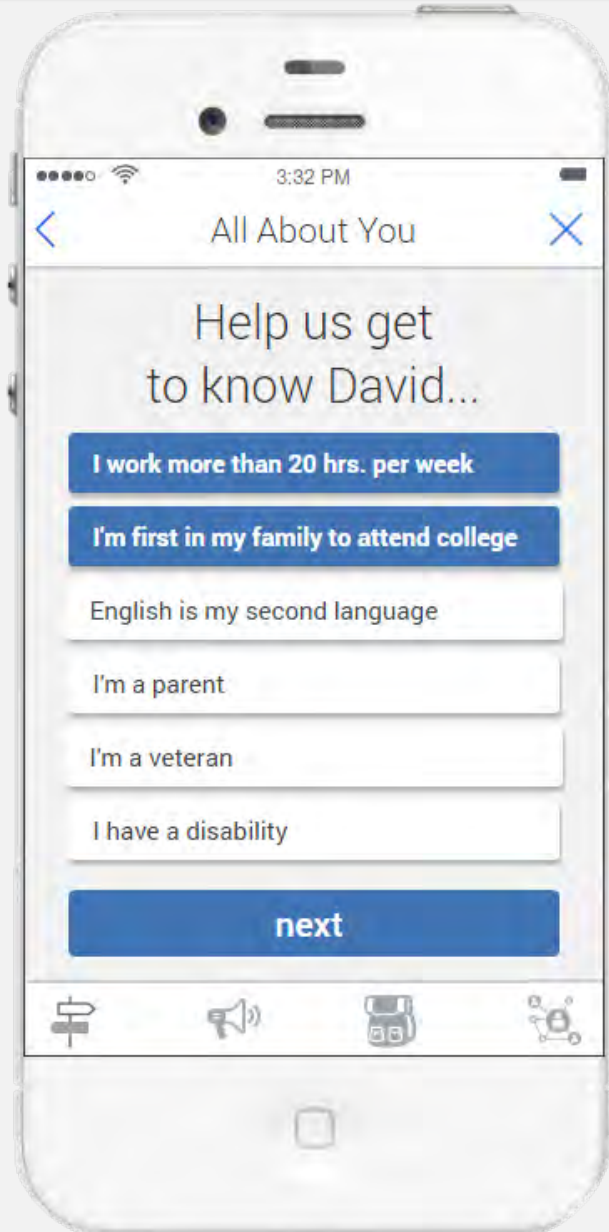 3:32 PM
All About You
Help us get
to know David...
I work more than 20 hrs. per week
I'm first in my family to attend college
English is my second language
I'm a parent
I'm a veteran
I have a disability
next